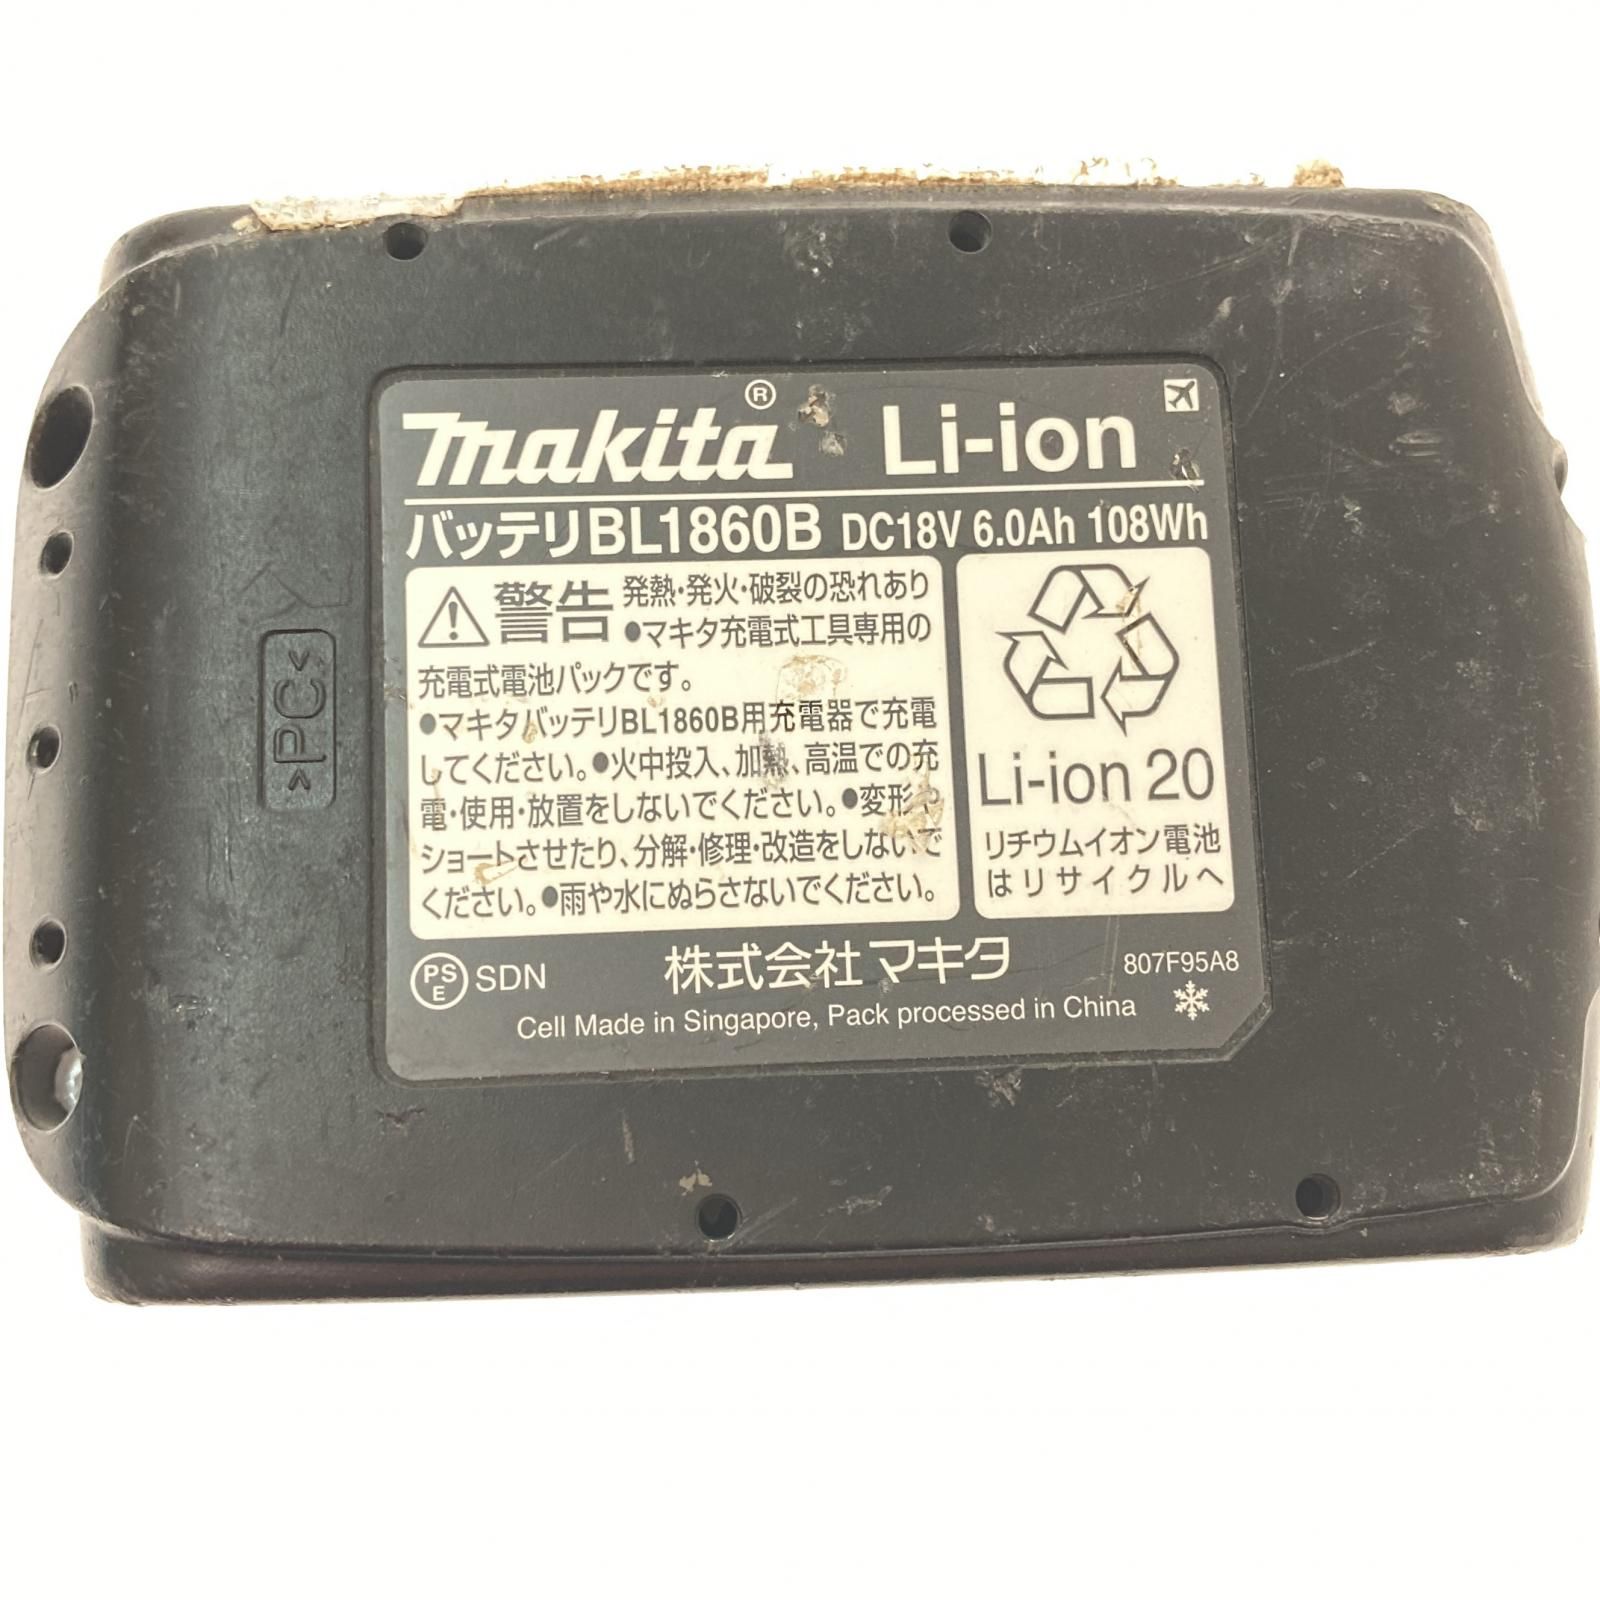 makita® Li-ion
バッテリBL1860B DC18V 6.0Ah 108Wh
警告 発熱・発火・破裂の恐れあり
●マキタ充電式工具専用の
充電式電池パックです。
●マキタバッテリBL1860B用充電器で充電
してください。●火中投入、加熱、高温での充
電・使用・放置をしないでください。●変形や
ショートさせたり、分解・修理・改造をしないで
ください。●雨や水にぬらさないでください。
Li-ion 20
リチウムイオン電池
はリサイクルへ
PSE SDN
株式会社マキタ
807F95A8
Cell Made in Singapore, Pack processed in China
>PC<